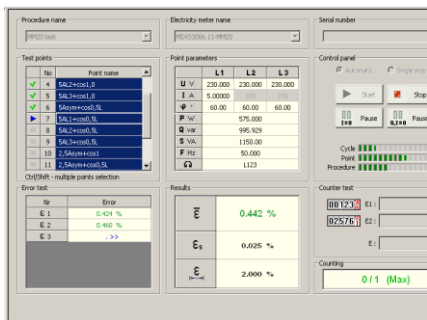 Procedure name
MM20 test
Electricity meter name
Serial number
Test points
No Point name
4 5AL2+cos1,0
5 5AL3+cos1,0
6 5Asym+cos0,5L
7 5AL1+cos0,5L
8 5AL2+cos0,5L
9 5AL3+cos0,5L
10 2,5Asym+cos1
11 2,5Asym+cos0,5L
Ctrl/Shift - multiple points selection
Point parameters
L1 L2 L3
U V 230.000 230.000 230.000
I A 5.00000
φ ° 60.00 60.00 60.00
P W 575.000
Q var 995.929
S VA 1150.00
F Hz 50.000
L123
Control panel
Automatic Single step
Start Stop
I=0 Pause U,I=0 Pause
Cycle
Point
Procedure
Error test
Nr Error
ε 1 0.424 %
ε 2 0.460 %
ε 3 . >>
Results
ε 0.442 %
εs 0.025 %
ε 2.000 %
Counter test
00123 E1:
02576 E2:
E :
Counting
0 / 1 (Max)